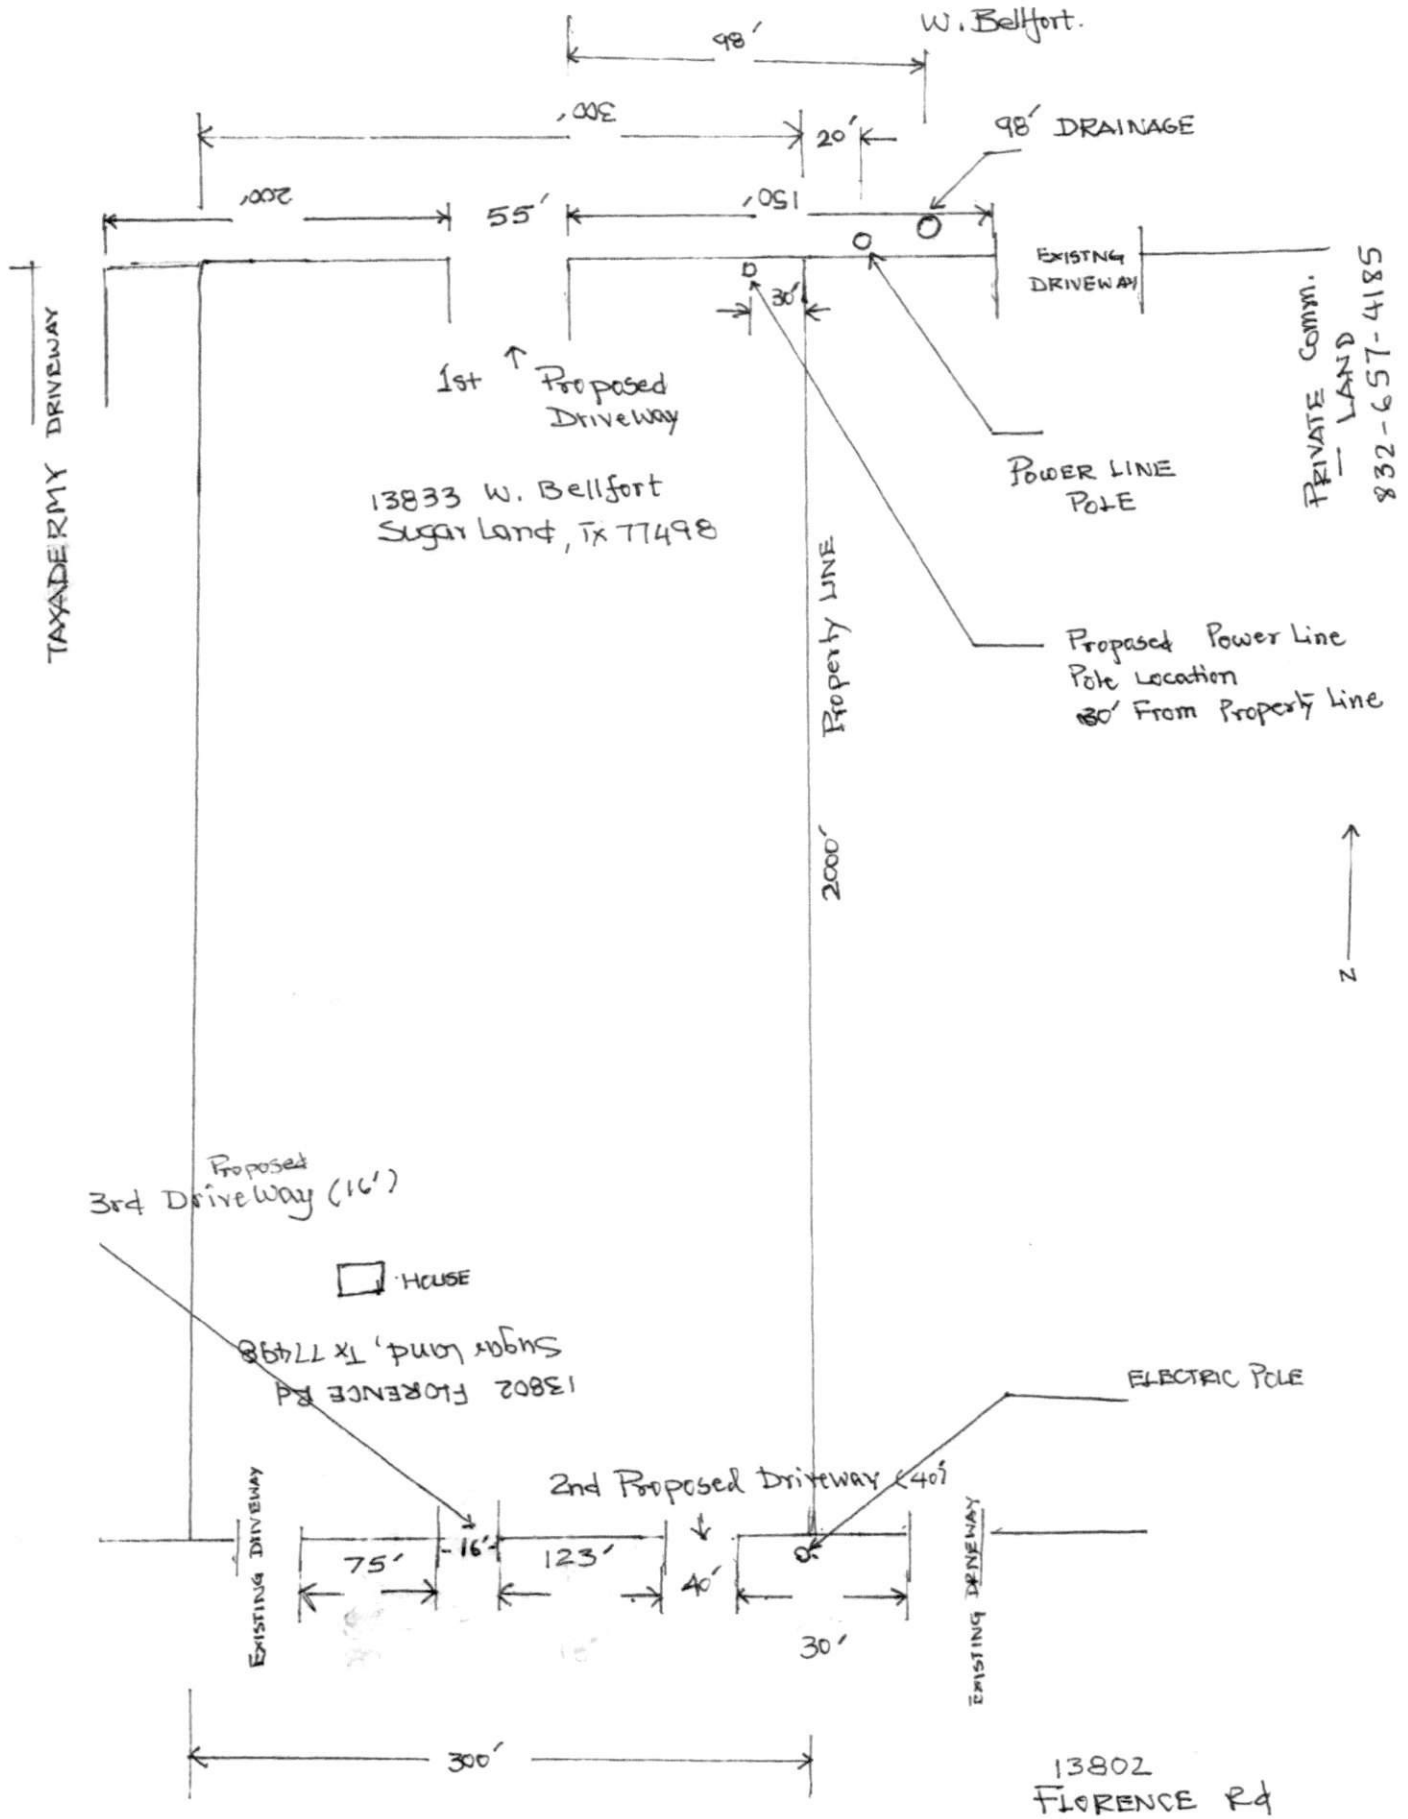 W. Bellfort.
98'
300'
20'
98' DRAINAGE
200'
55'
150'
EXISTNG
DRIVEWAY
30'
TAXADERMY DRIVEWAY
1st Proposed
Driveway
PRIVATE Comm.
LAND
832-657-4185
13833 W. Bellfort
Sugar Land, Tx 77498
POWER LINE
POLE
Property LINE
2000'
Proposed Power Line
Pole Location
30' From Property Line
N
Proposed
3rd DriveWay (16')
HOUSE
13802 FLORENCE Rd
Sugar Land, Tx 77498
ELECTRIC POLE
2nd Proposed Driveway (40')
EXISTING DIVEWAY
75'
16'
123'
40'
30'
EXISTING DRIVEWAY
300'
13802
FLORENCE Rd